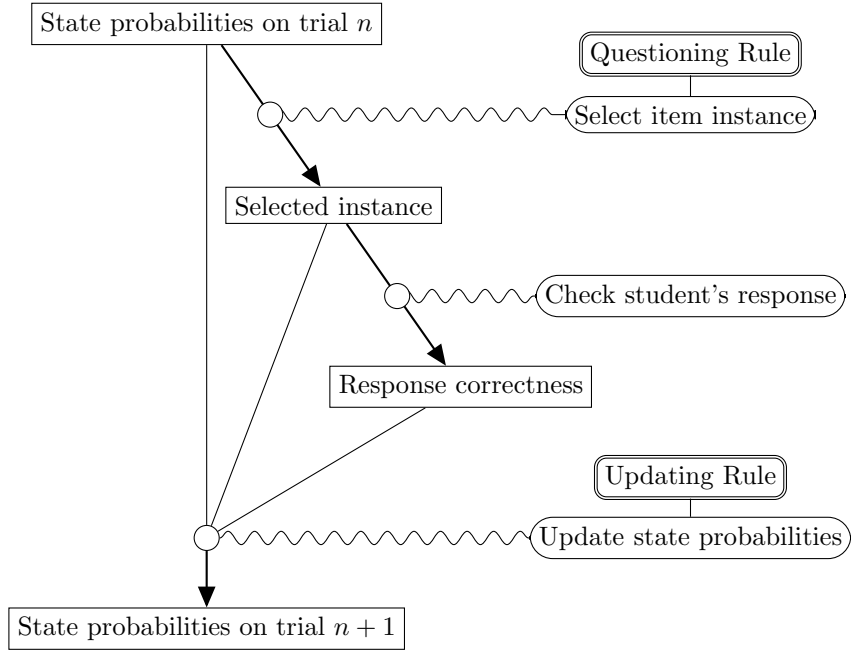 State probabilities on trial n
Questioning Rule
Select item instance
Selected instance
Check student's response
Response correctness
Updating Rule
Update state probabilities
State probabilities on trial n + 1